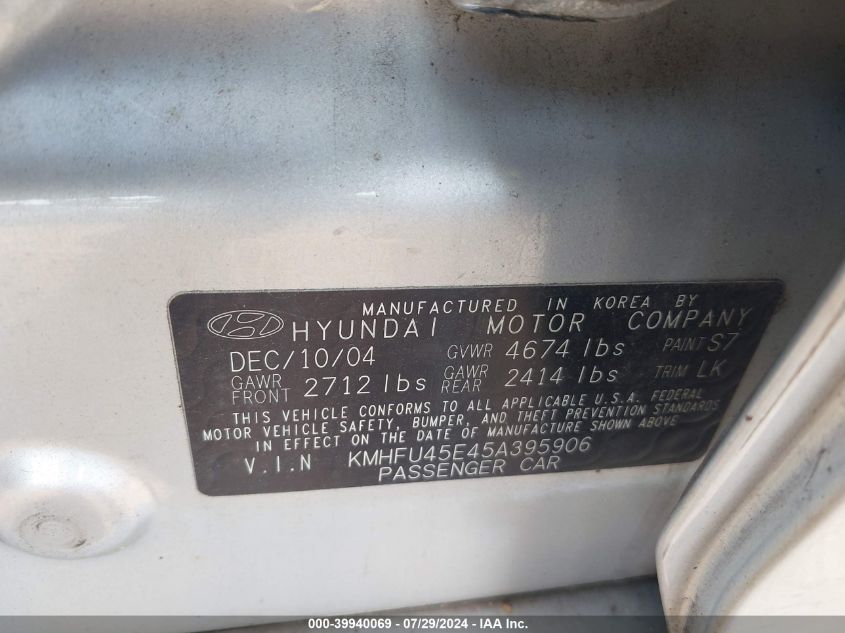 MANUFACTURED IN KOREA BY
HYUNDAI MOTOR COMPANY
DEC/10/04 GVWR 4674 lbs PAINT S7
GAWR FRONT 2712 lbs GAWR REAR 2414 lbs TRIM LK
THIS VEHICLE CONFORMS TO ALL APPLICABLE U.S.A. FEDERAL
MOTOR VEHICLE SAFETY, BUMPER, AND THEFT PREVENTION STANDARDS
IN EFFECT ON THE DATE OF MANUFACTURE SHOWN ABOVE
V.I.N KMHFU45E45A395906
PASSENGER CAR
000-39940069 / 07/29/2024 - IAA Inc.